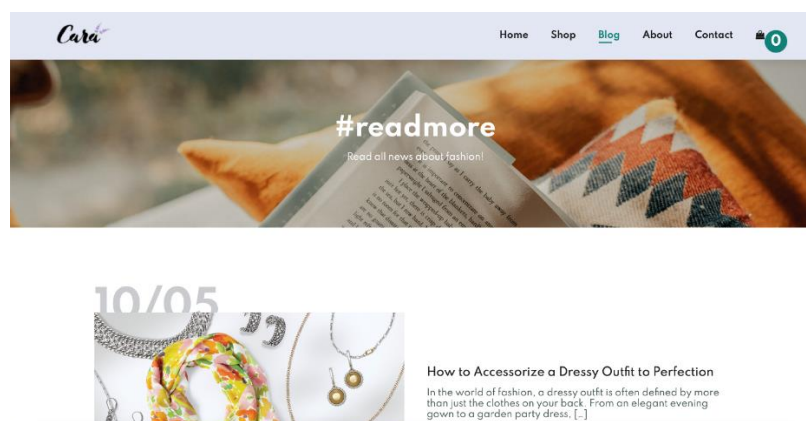 Cara
Home Shop Blog About Contact 0
#readmore
Read all news about fashion!
10/05
How to Accessorize a Dressy Outfit to Perfection
In the world of fashion, a dressy outfit is often defined by more
than just the clothes on your back. From an elegant evening
gown to a garden party dress, [...]